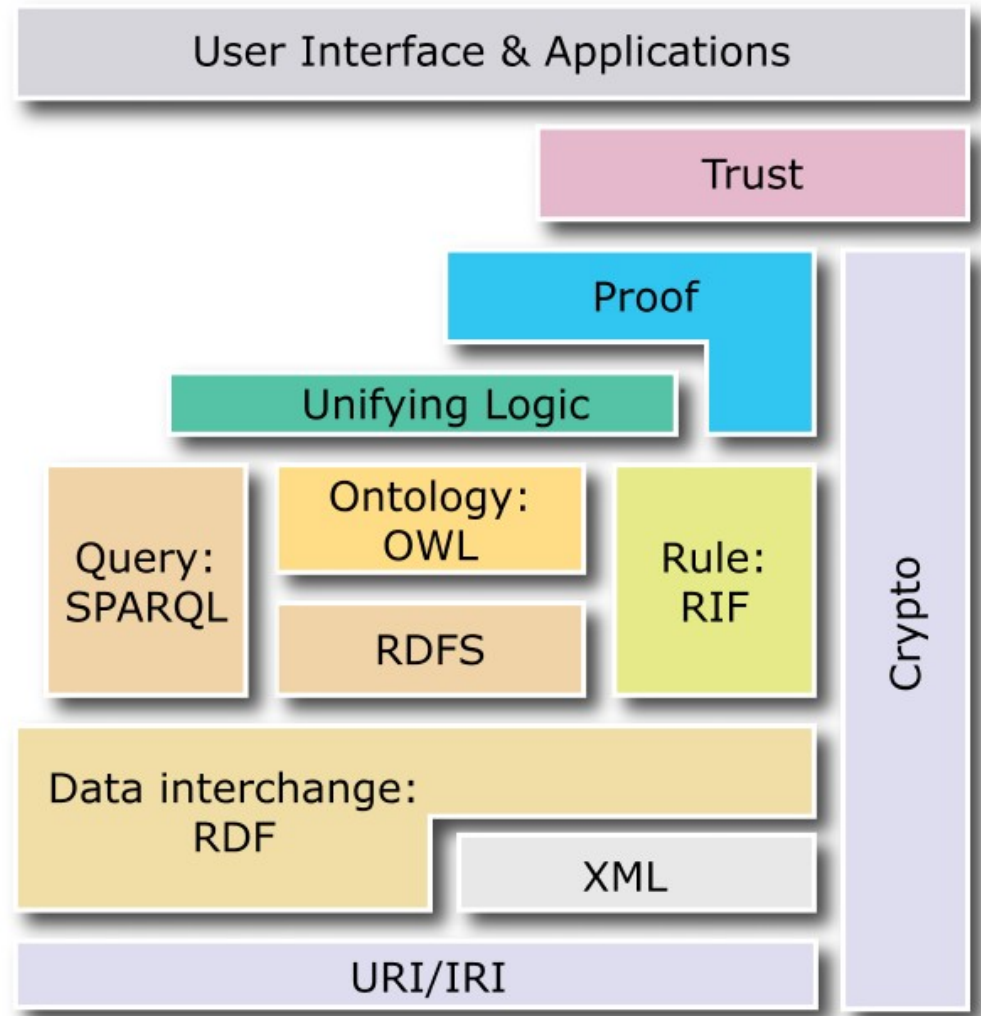 User Interface & Applications
Trust
Proof
Unifying Logic
Query:
SPARQL
Ontology:
OWL
RDFS
Rule:
RIF
Crypto
Data interchange:
RDF
XML
URI/IRI